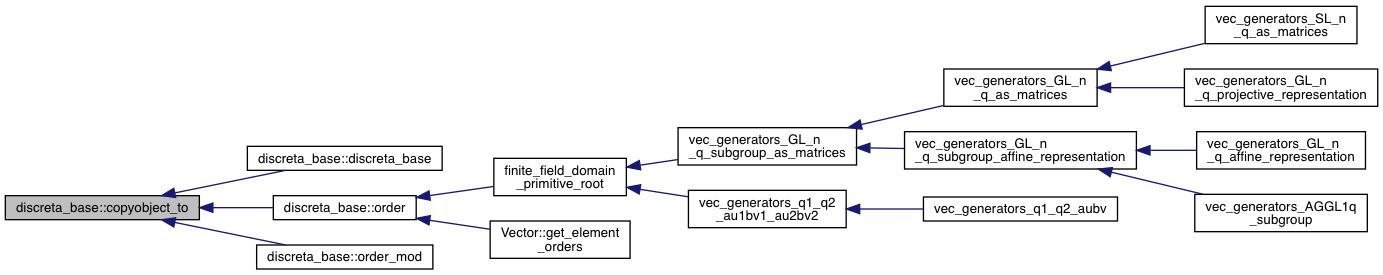 discreta_base::copyobject_to
discreta_base::discreta_base
discreta_base::order
discreta_base::order_mod
finite_field_domain
_primitive_root
Vector::get_element
_orders
vec_generators_GL_n
_q_subgroup_as_matrices
vec_generators_q1_q2
_au1bv1_au2bv2
vec_generators_GL_n
_q_as_matrices
vec_generators_GL_n
_q_subgroup_affine_representation
vec_generators_q1_q2_aubv
vec_generators_SL_n
_q_as_matrices
vec_generators_GL_n
_q_projective_representation
vec_generators_GL_n
_q_affine_representation
vec_generators_AGGL1q
_subgroup